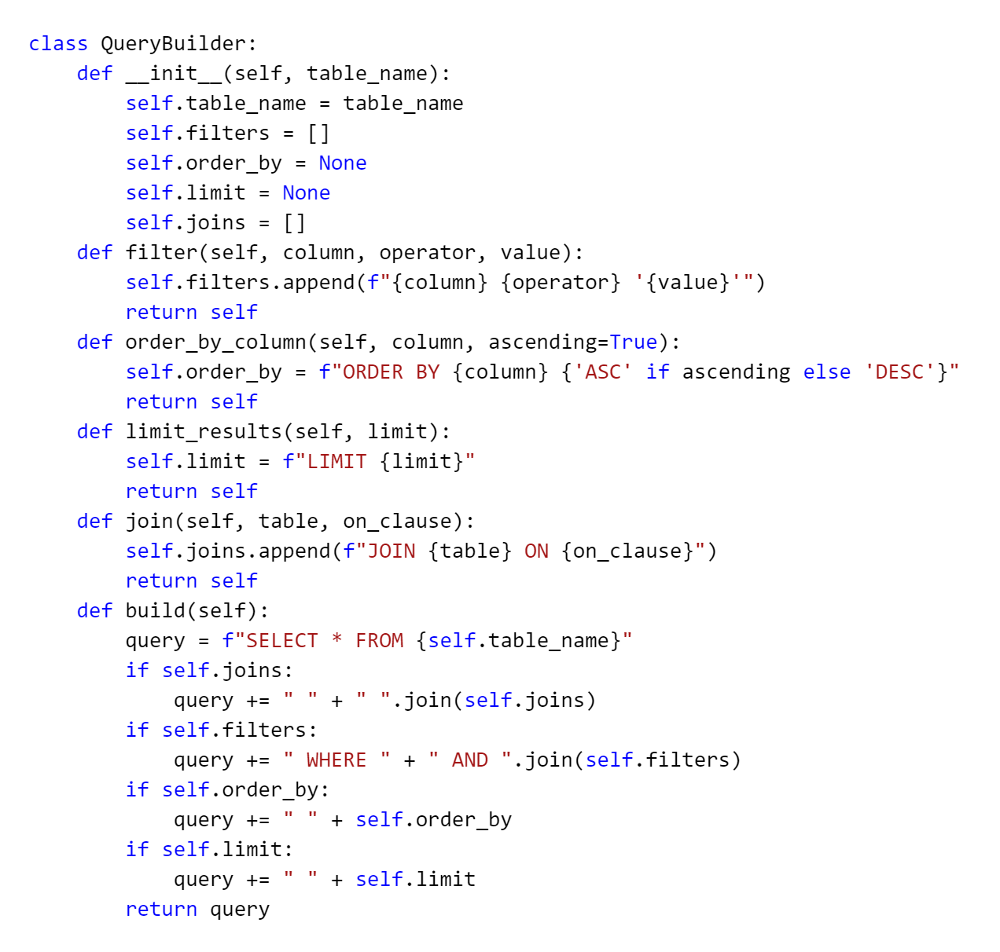 class QueryBuilder:
    def __init__(self, table_name):
        self.table_name = table_name
        self.filters = []
        self.order_by = None
        self.limit = None
        self.joins = []
    def filter(self, column, operator, value):
        self.filters.append(f"{column} {operator} '{value}'")
        return self
    def order_by_column(self, column, ascending=True):
        self.order_by = f"ORDER BY {column} {'ASC' if ascending else 'DESC'}"
        return self
    def limit_results(self, limit):
        self.limit = f"LIMIT {limit}"
        return self
    def join(self, table, on_clause):
        self.joins.append(f"JOIN {table} ON {on_clause}")
        return self
    def build(self):
        query = f"SELECT * FROM {self.table_name}"
        if self.joins:
            query += " " + " ".join(self.joins)
        if self.filters:
            query += " WHERE " + " AND ".join(self.filters)
        if self.order_by:
            query += " " + self.order_by
        if self.limit:
            query += " " + self.limit
        return query